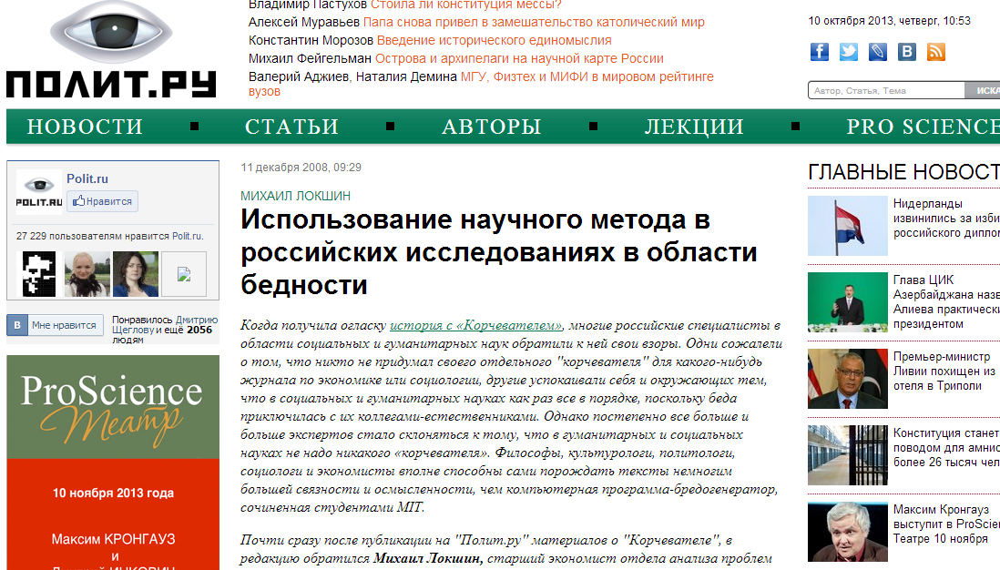 Владимир Пастухов Стоила ли конституция мессы?
Алексей Муравьев Папа снова привел в замешательство католический мир
Константин Морозов Введение исторического единомыслия
Михаил Фейгельман Острова и архипелаги на научной карте России
Валерий Аджиев, Наталия Демина МГУ, Физтех и МИФИ в мировом рейтинге
вузов
ПОЛИТ.РУ
10 октября 2013, четверг, 10:53
Автор, Статья, Тема
ИСКА
НОВОСТИ
СТАТЬИ
АВТОРЫ
ЛЕКЦИИ
PRO SCIENCE
Polit.ru
POLIT.RU
Нравится
27 229 пользователям нравится Polit.ru.
В Мне нравится
Понравилось Дмитрию
Щеглову и ещё 2056
людям
ProScience
Театр
10 ноября 2013 года
Максим КРОНГАУЗ
и
11 декабря 2008, 09:29
МИХАИЛ ЛОКШИН
Использование научного метода в
российских исследованиях в области
бедности
Когда получила огласку история с «Корчевателем», многие российские специалисты в
области социальных и гуманитарных наук обратили к ней свои взоры. Одни сожалели
о том, что никто не придумал своего отдельного "корчевателя" для какого-нибудь
журнала по экономике или социологии, другие успокаивали себя и окружающих тем,
что в социальных и гуманитарных науках как раз все в порядке, поскольку беда
приключилась с их коллегами-естественниками. Однако постепенно все больше и
больше экспертов стало склоняться к тому, что в гуманитарных и социальных
науках не надо никакого «корчевателя». Философы, культурологи, политологи,
социологи и экономисты вполне способны сами порождать тексты немногим
большей связности и осмысленности, чем компьютерная программа-бредогенератор,
сочиненная студентами MIT.
Почти сразу после публикации на "Полит.ру" материалов о "Корчевателе", в
редакцию обратился Михаил Локшин, старший экономист отдела анализа проблем
ГЛАВНЫЕ НОВОСТ
Нидерланды
извинились за изби
российского диплом
Глава ЦИК
Азербайджана назв
Алиева практически
президентом
Премьер-министр
Ливии похищен из
отеля в Триполи
Конституция станет
поводом для амнис
более 26 тысяч чел
Максим Кронгауз
выступит в ProScien
Театре 10 ноября